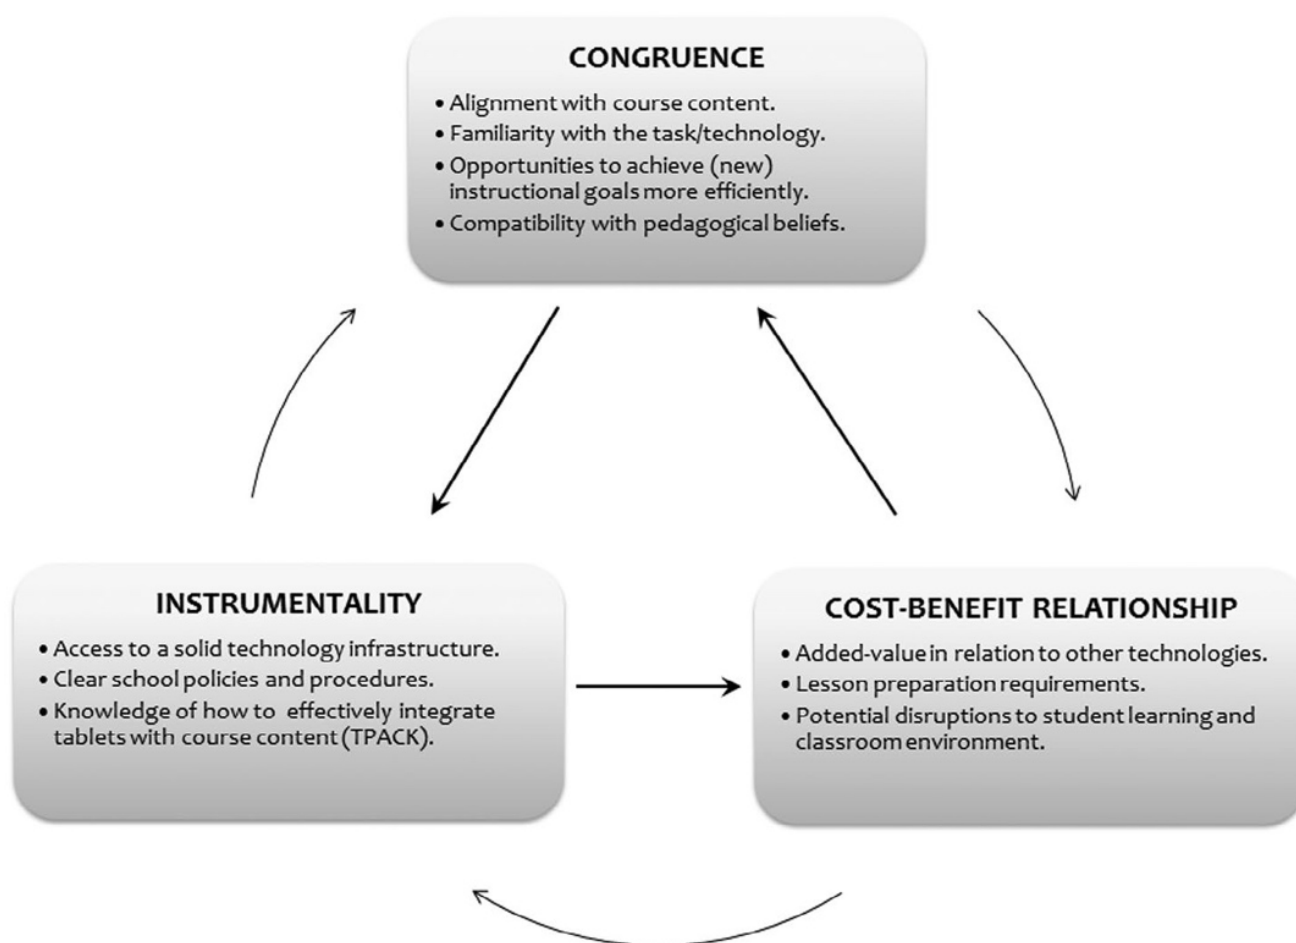 CONGRUENCE
• Alignment with course content.
• Familiarity with the task/technology.
• Opportunities to achieve (new)
instructional goals more efficiently.
• Compatibility with pedagogical beliefs.
INSTRUMENTALITY
• Access to a solid technology infrastructure.
• Clear school policies and procedures.
• Knowledge of how to effectively integrate
tablets with course content (TPACK).
COST-BENEFIT RELATIONSHIP
• Added-value in relation to other technologies.
• Lesson preparation requirements.
• Potential disruptions to student learning and
classroom environment.